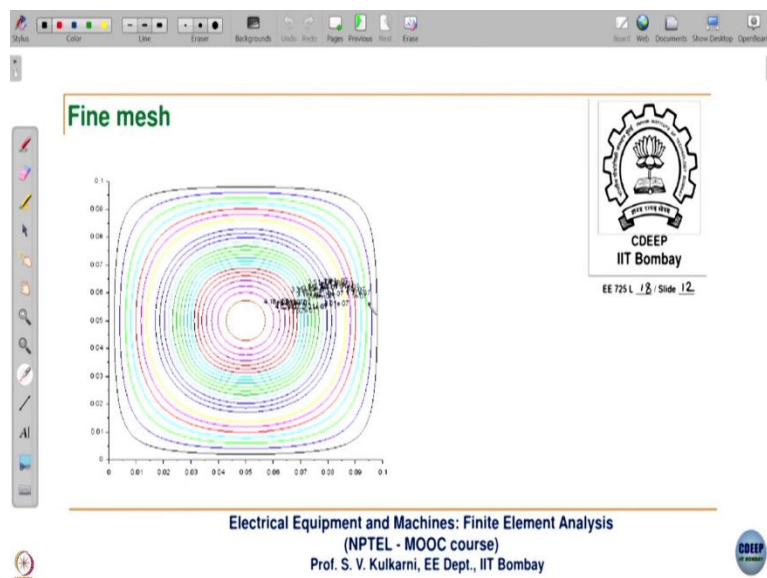 Stylus Color Line Eraser Backgrounds Undo Redo Pages Previous Next Erase Board Web Documents Show Desktop OpenBoard
Fine mesh
CDEEP
IIT Bombay
EE 725 L 18 / Slide 12
0.1
0.09
0.08
0.07
0.06
0.05
0.04
0.03
0.02
0.01
0
0 0.01 0.02 0.03 0.04 0.05 0.06 0.07 0.08 0.09 0.1
A
Electrical Equipment and Machines: Finite Element Analysis
(NPTEL - MOOC course)
Prof. S. V. Kulkarni, EE Dept., IIT Bombay
CDEEP
IIT BOMBAY